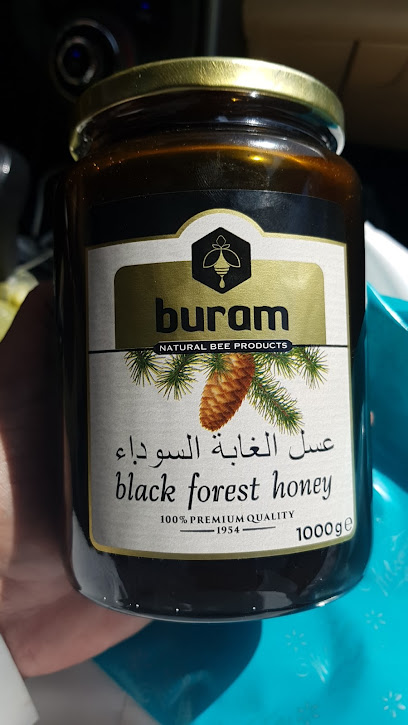 buram
NATURAL BEE PRODUCTS
عسل الغابة السوداء
black forest honey
100% PREMIUM QUALITY
1954
1000g℮